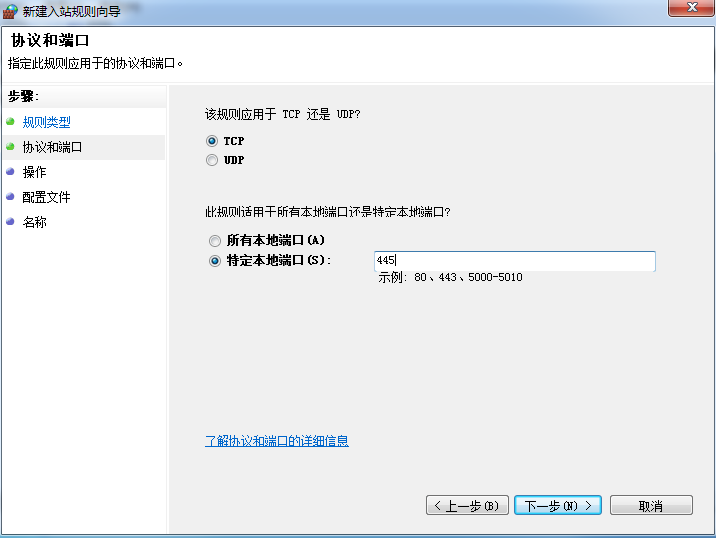 新建入站规则向导
协议和端口
指定此规则应用于的协议和端口。
步骤:
规则类型
协议和端口
操作
配置文件
名称
该规则应用于 TCP 还是 UDP?
TCP
UDP
此规则适用于所有本地端口还是特定本地端口?
所有本地端口(A)
特定本地端口(S):
445
示例: 80、443、5000-5010
了解协议和端口的详细信息
< 上一步(B)
下一步(N) >
取消